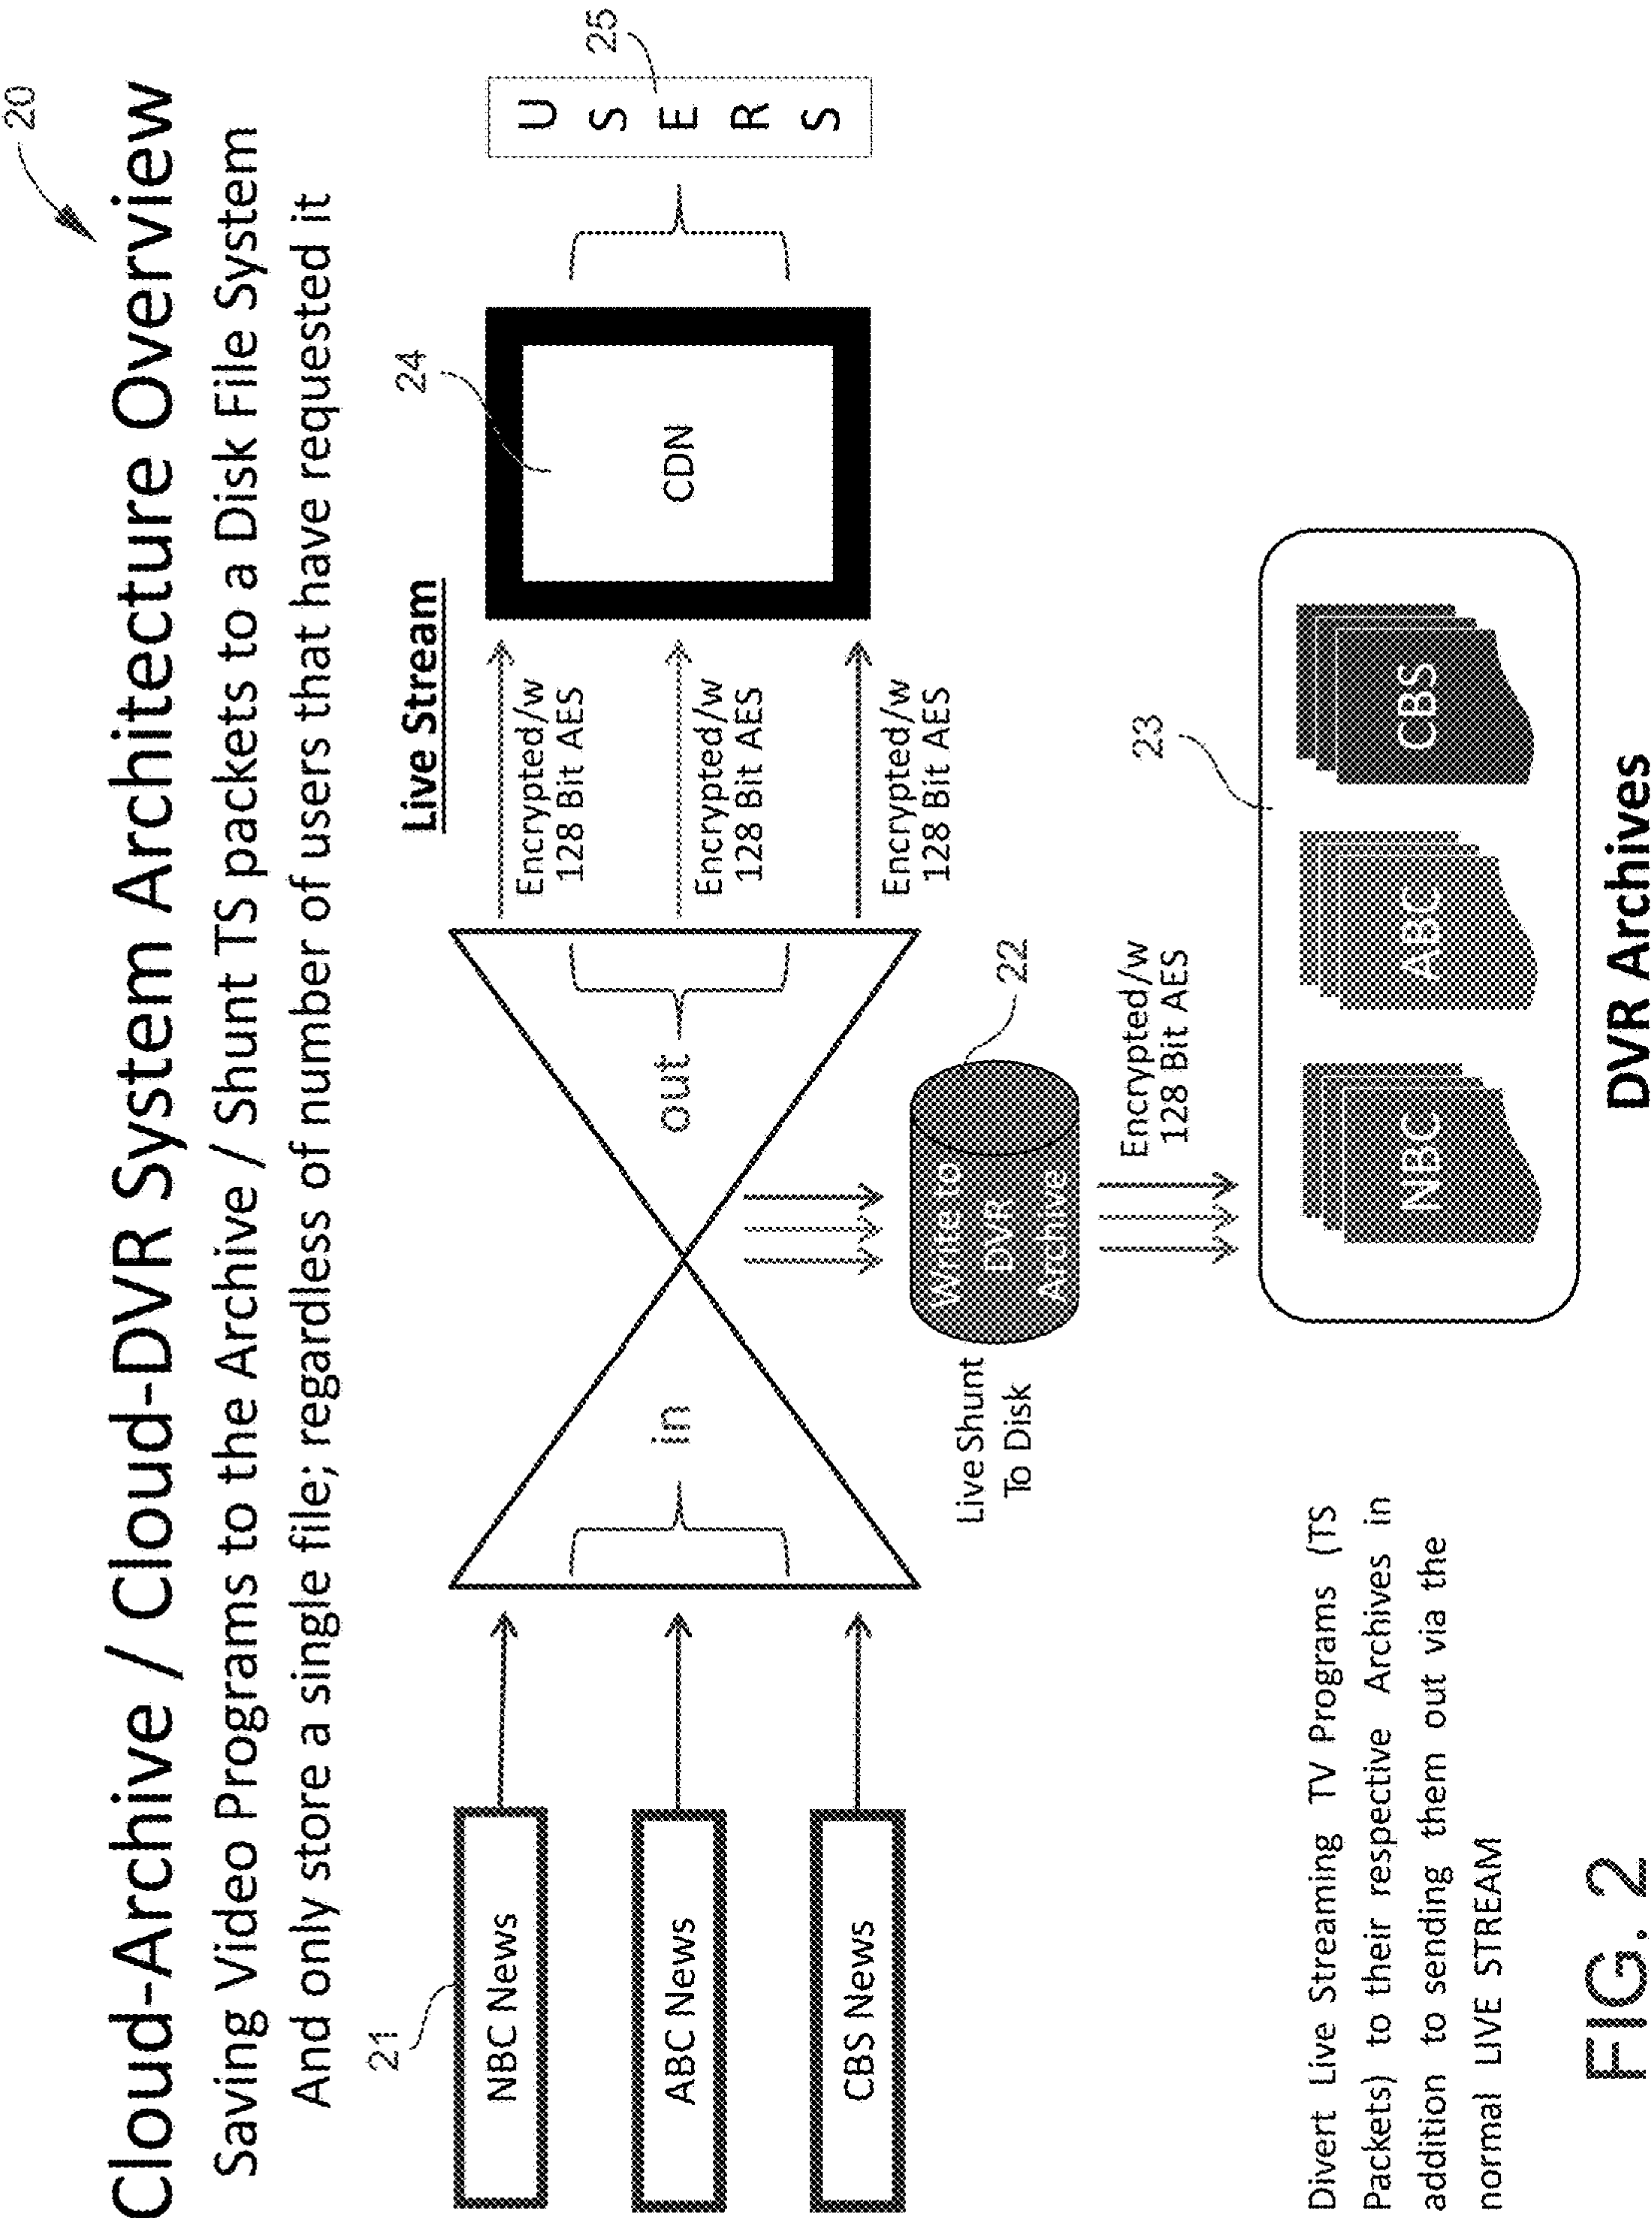 20
Cloud-Archive / Cloud-DVR System Architecture Overview
Saving Video Programs to the Archive / Shunt TS packets to a Disk File System
And only store a single file; regardless of number of users that have requested it
21
NBC News
ABC News
CBS News
in
out
Live Stream
Encrypted/w
128 Bit AES
Encrypted/w
128 Bit AES
Encrypted/w
128 Bit AES
24
CDN
25
U
S
E
R
S
Live Shunt
To Disk
Write to
DVR
Archive
22
Encrypted/w
128 Bit AES
23
NBC
ABC
CBS
DVR Archives
Divert Live Streaming TV Programs (TS
Packets) to their respective Archives in
addition to sending them out via the
normal LIVE STREAM
FIG. 2